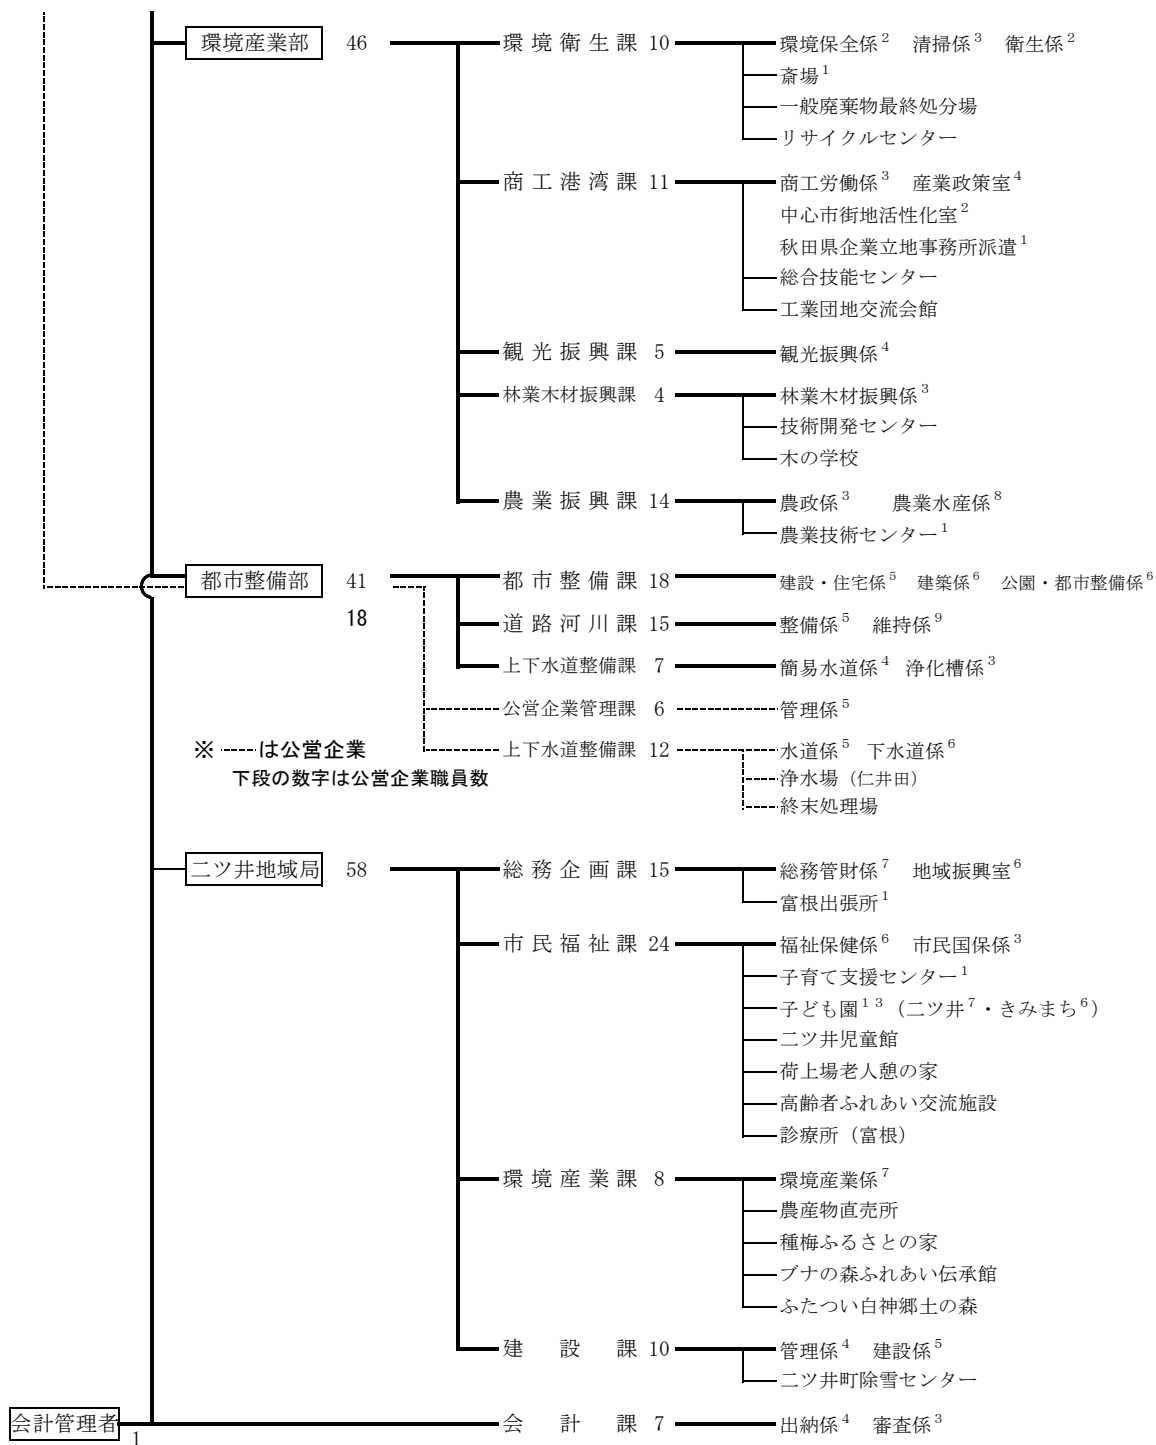 環境産業部 46 環境衛生課 10 環境保全係2 清掃係3 衛生係2
斎場1
一般廃棄物最終処分場
リサイクルセンター
商工港湾課 11 商工労働係3 産業政策室4
中心市街地活性化室2
秋田県企業立地事務所派遣1
総合技能センター
工業団地交流会館
観光振興課 5 観光振興係4
林業木材振興課 4 林業木材振興係3
技術開発センター
木の学校
農業振興課 14 農政係3 農業水産係8
農業技術センター1
都市整備部 41 都市整備課 18 建設・住宅係5 建築係6 公園・都市整備係6
18 道路河川課 15 整備係5 維持係9
上下水道整備課 7 簡易水道係4 浄化槽係3
公営企業管理課 6 管理係5
※ ------は公営企業 上下水道整備課 12 水道係5 下水道係6
下段の数字は公営企業職員数 浄水場（仁井田）
終末処理場
二ツ井地域局 58 総務企画課 15 総務管財係7 地域振興室6
富根出張所1
市民福祉課 24 福祉保健係6 市民国保係3
子育て支援センター1
子ども園13（二ツ井7・きみまち6）
二ツ井児童館
荷上場老人憩の家
高齢者ふれあい交流施設
診療所（富根）
環境産業課 8 環境産業係7
農産物直売所
種梅ふるさとの家
ブナの森ふれあい伝承館
ふたつい白神郷土の森
建設課 10 管理係4 建設係5
二ツ井町除雪センター
会計管理者 1 会計課 7 出納係4 審査係3